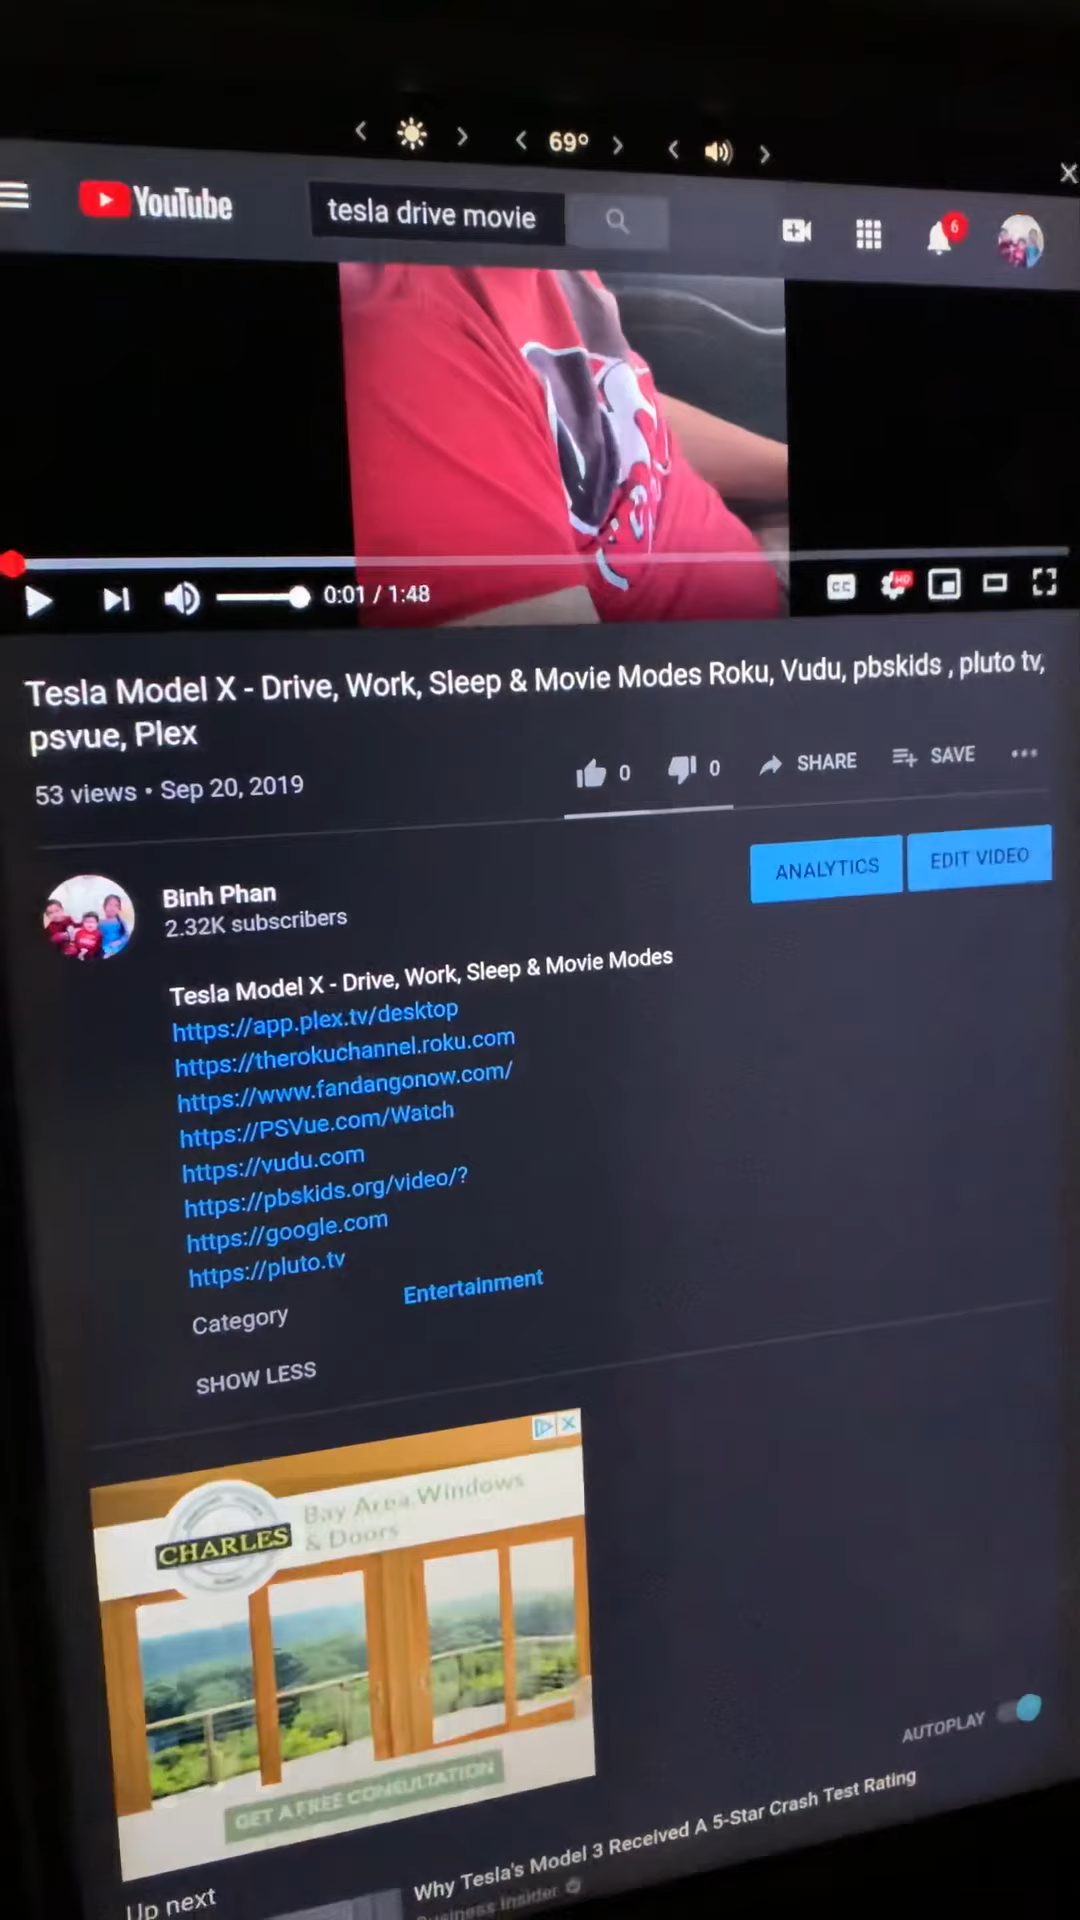 69°
YouTube
tesla drive movie
6
CC
HD
0:01 / 1:48
Tesla Model X - Drive, Work, Sleep & Movie Modes Roku, Vudu, pbskids , pluto tv,
psvue, Plex
53 views • Sep 20, 2019
0
0
SHARE
SAVE
Binh Phan
2.32K subscribers
ANALYTICS
EDIT VIDEO
Tesla Model X - Drive, Work, Sleep & Movie Modes
https://app.plex.tv/desktop
https://therokuchannel.roku.com
https://www.fandangonow.com/
https://PSVue.com/Watch
https://vudu.com
https://pbskids.org/video/?
https://google.com
https://pluto.tv
Category
Entertainment
SHOW LESS
Bay Area Windows
& Doors
CHARLES
GET A FREE CONSULTATION
AUTOPLAY
Up next
Why Tesla's Model 3 Received A 5-Star Crash Test Rating
Business Insider